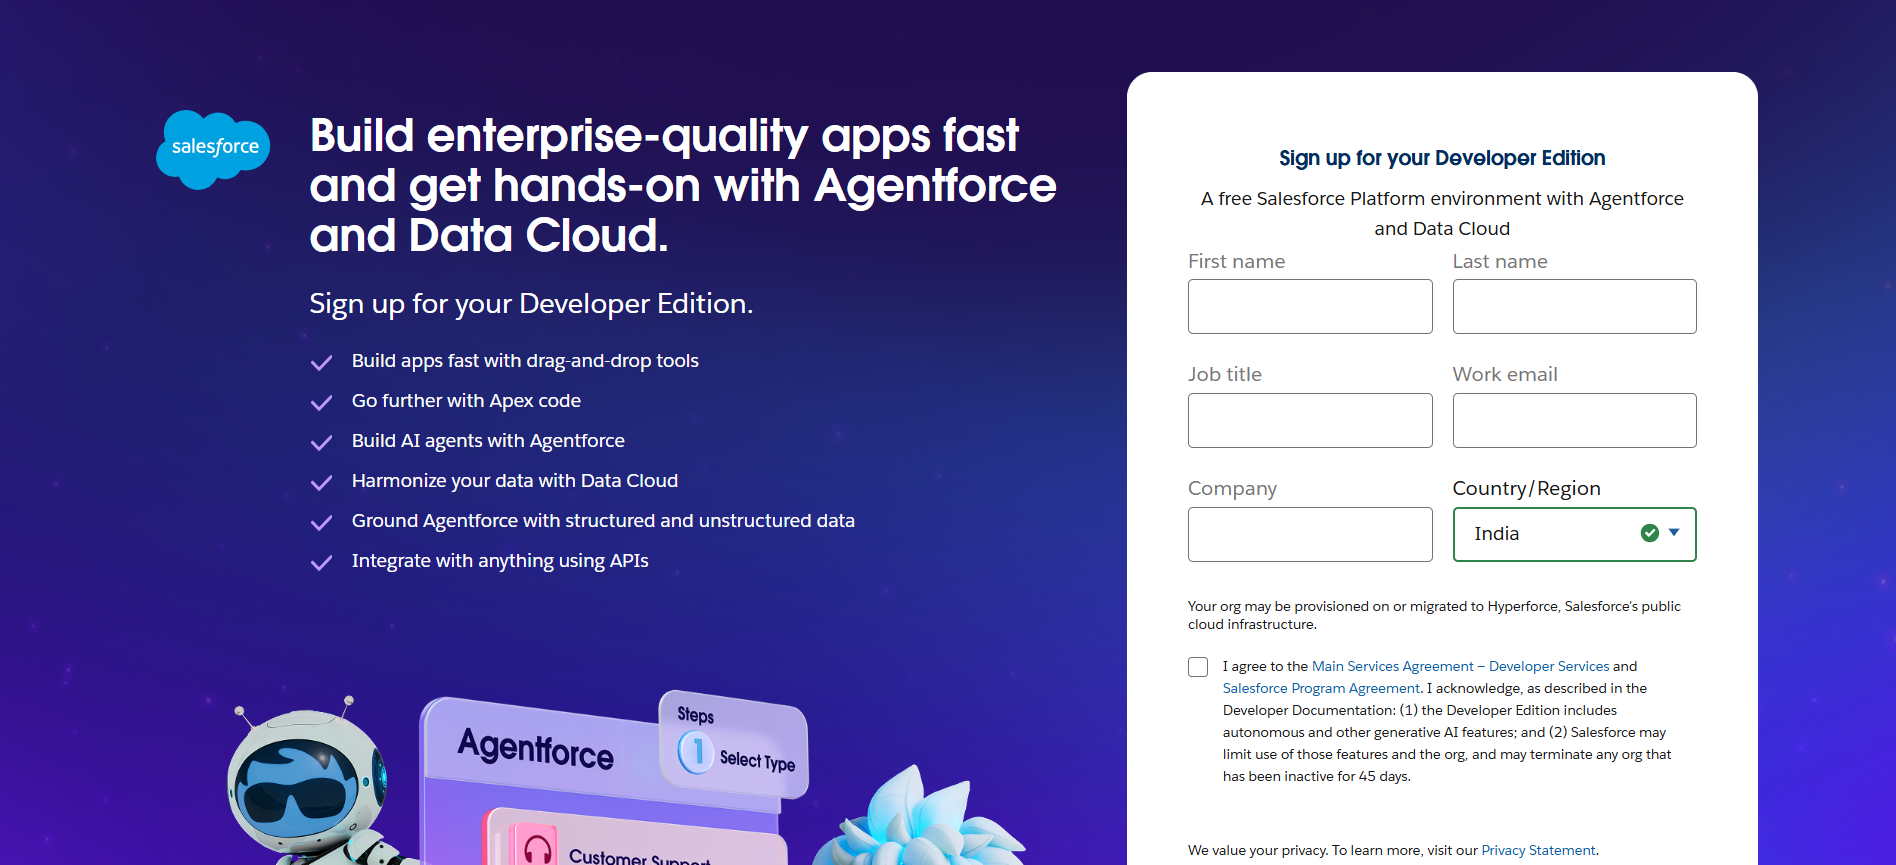 salesforce
Build enterprise-quality apps fast
and get hands-on with Agentforce
and Data Cloud.
Sign up for your Developer Edition.
Build apps fast with drag-and-drop tools
Go further with Apex code
Build AI agents with Agentforce
Harmonize your data with Data Cloud
Ground Agentforce with structured and unstructured data
Integrate with anything using APIs
Agentforce
Steps
1 Select Type
Customer Support
Sign up for your Developer Edition
A free Salesforce Platform environment with Agentforce
and Data Cloud
First name
Last name
Job title
Work email
Company
Country/Region
India
Your org may be provisioned on or migrated to Hyperforce, Salesforce's public
cloud infrastructure.
I agree to the Main Services Agreement – Developer Services and
Salesforce Program Agreement. I acknowledge, as described in the
Developer Documentation: (1) the Developer Edition includes
autonomous and other generative AI features; and (2) Salesforce may
limit use of those features and the org, and may terminate any org that
has been inactive for 45 days.
We value your privacy. To learn more, visit our Privacy Statement.